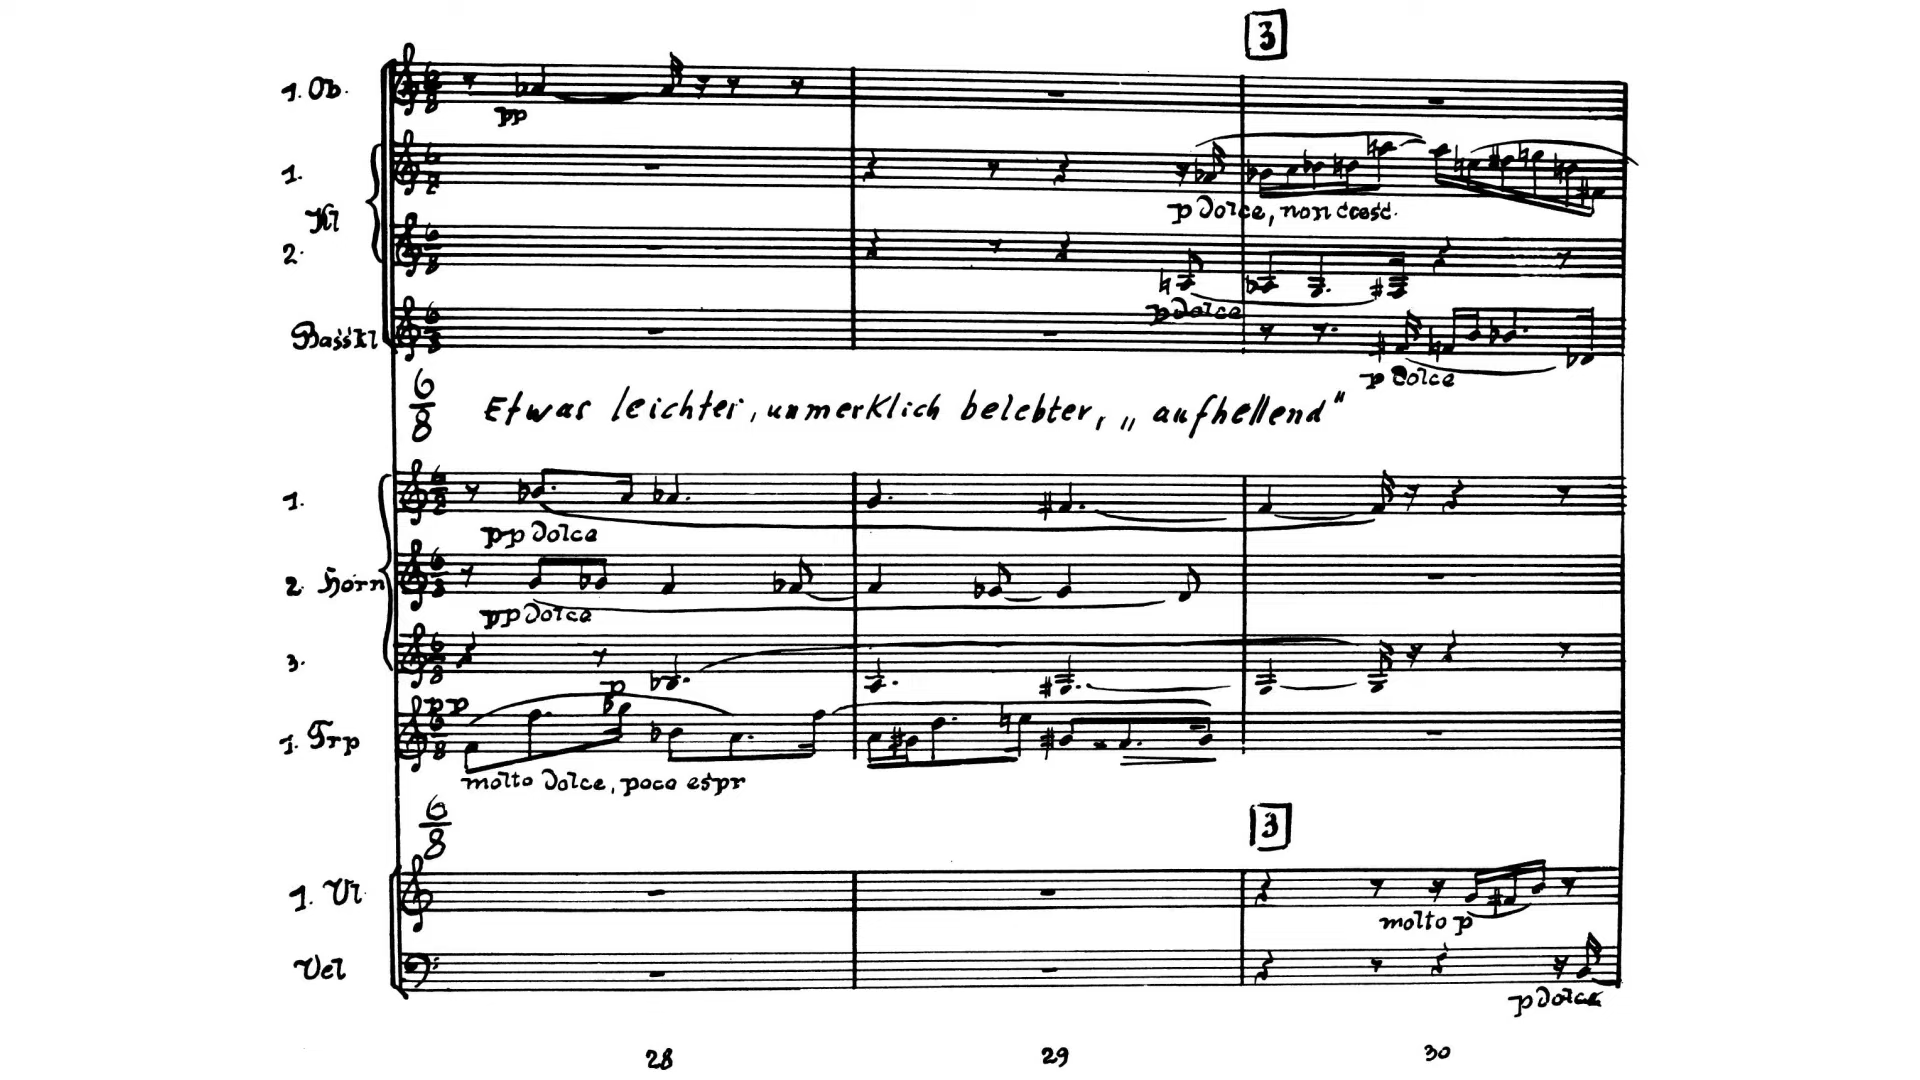 3
1. Ob.
pp
1.
p dolce, non cresc.
Kl
2.
p dolce
Basskl
p dolce
6/8 Etwas leichter, unmerklich belebter, „aufhellend"
1.
pp dolce
2. Horn
pp dolce
3.
p
pp
1. Trp
molto dolce, poco espr
6/8
3
1. Vl
molto p
Vcl
p dolce
28 29 30